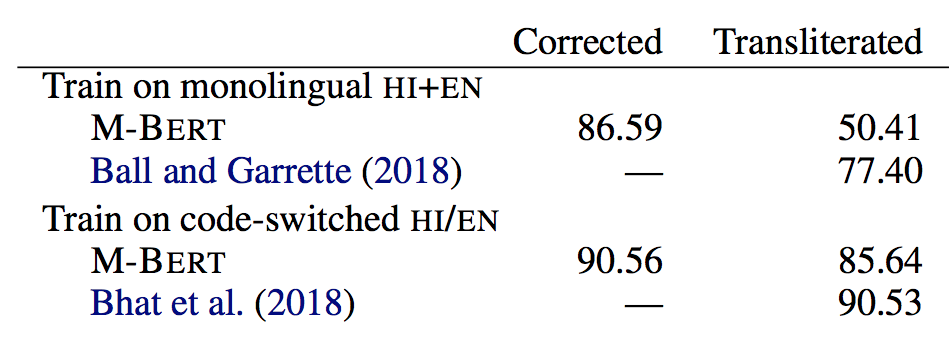 Corrected Transliterated
Train on monolingual HI+EN
M-BERT 86.59 50.41
Ball and Garrette (2018) — 77.40
Train on code-switched HI/EN
M-BERT 90.56 85.64
Bhat et al. (2018) — 90.53